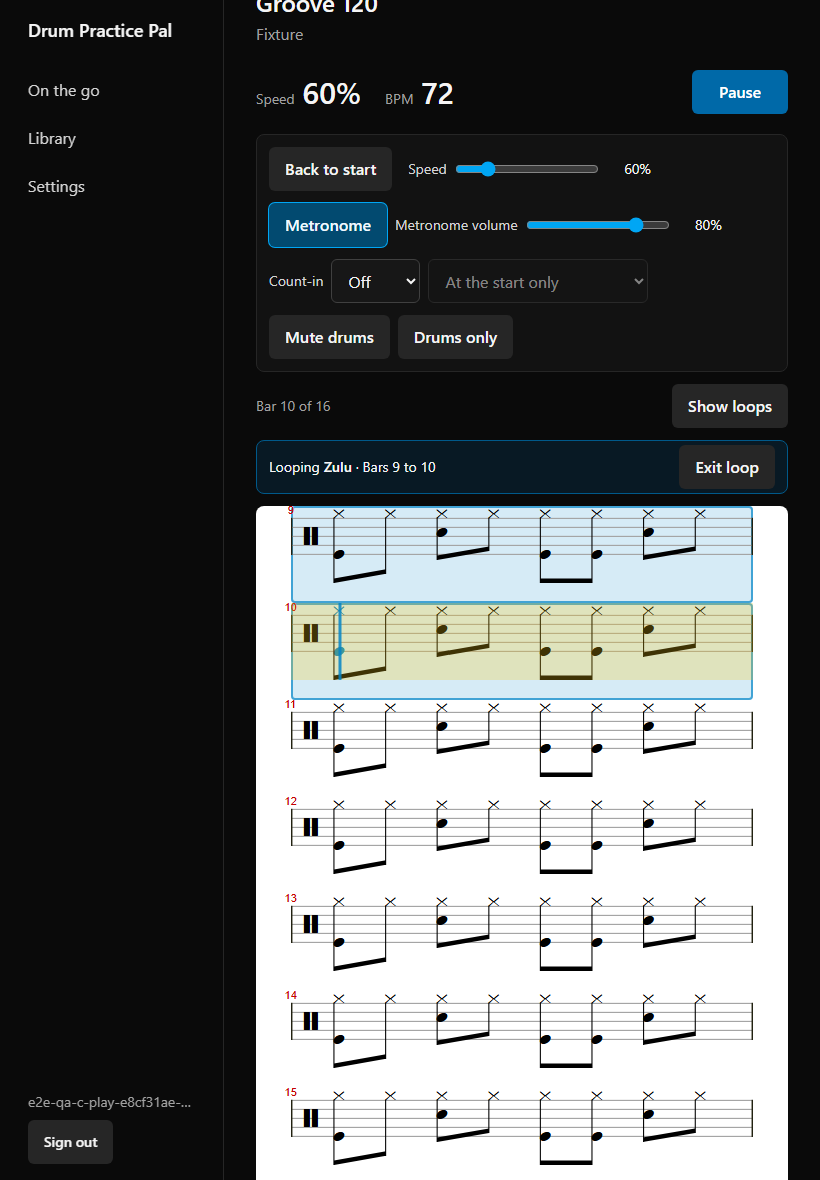 Drum Practice Pal
On the go
Library
Settings
e2e-qa-c-play-e8cf31ae-...
Sign out
Groove 120
Fixture
Speed 60% BPM 72
Pause
Back to start Speed 60%
Metronome Metronome volume 80%
Count-in Off At the start only
Mute drums Drums only
Bar 10 of 16
Show loops
Looping Zulu · Bars 9 to 10
Exit loop
9
10
11
12
13
14
15